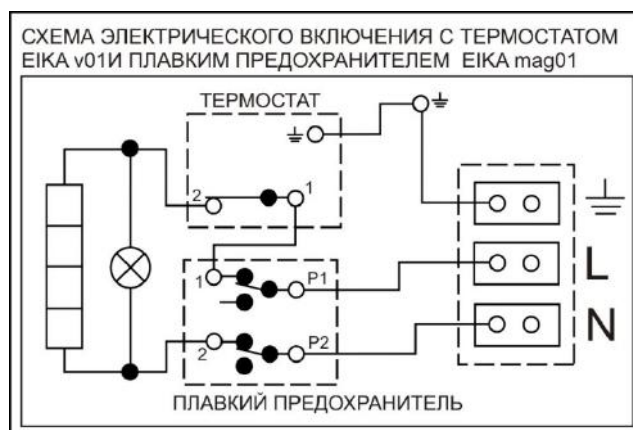 СХЕМА ЭЛЕКТРИЧЕСКОГО ВКЛЮЧЕНИЯ С ТЕРМОСТАТОМ
EIKA v01И ПЛАВКИМ ПРЕДОХРАНИТЕЛЕМ EIKA mag01
ТЕРМОСТАТ
2
1
1
P1
L
2
P2
N
ПЛАВКИЙ ПРЕДОХРАНИТЕЛЬ